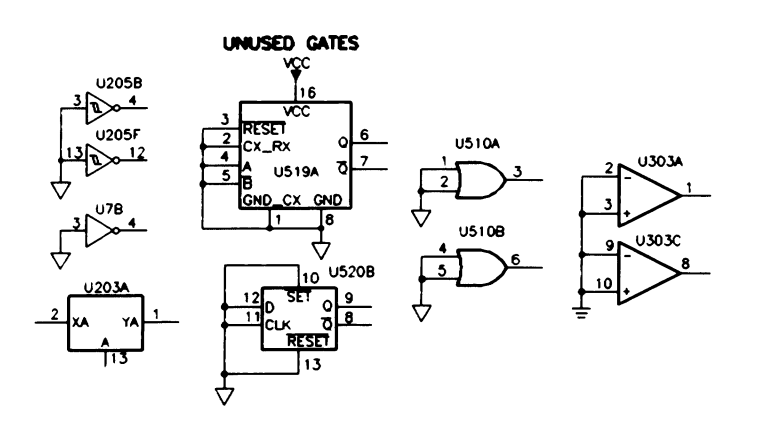 UNUSED GATES
VCC
16
VCC
3 RESET
2 CX_RX
4 A
5 B
U519A
Q 6
Q 7
GND_CX GND
1 8
U205B
3 4
U205F
13 12
U7B
3 4
U203A
2 XA YA 1
A
13
10 U520B
SET
12 D Q 9
11 CLK Q 8
RESET
13
U510A
1
2
3
U510B
4
5
6
U303A
2 -
3 +
1
U303C
9 -
10 +
8